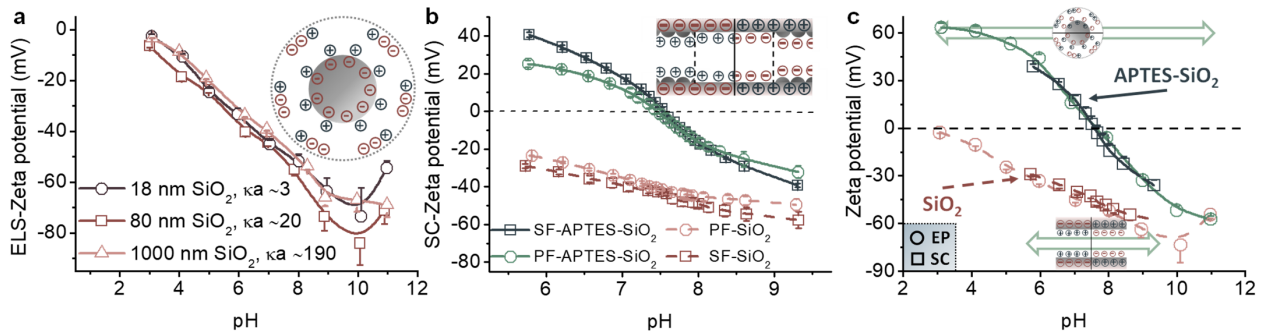 a
ELS-Zeta potential (mV)
0
-20
-40
-60
-80
2
4
6
8
10
12
pH
18 nm SiO₂, κa ~3
80 nm SiO₂, κa ~20
1000 nm SiO₂, κa ~190
b
SC-Zeta potential (mV)
60
40
20
0
-20
-40
-60
-80
6
7
8
9
pH
SF-APTES-SiO₂
PF-SiO₂
PF-APTES-SiO₂
SF-SiO₂
c
Zeta potential (mV)
60
30
0
-30
-60
-90
2
4
6
8
10
12
pH
APTES-SiO₂
SiO₂
EP
SC